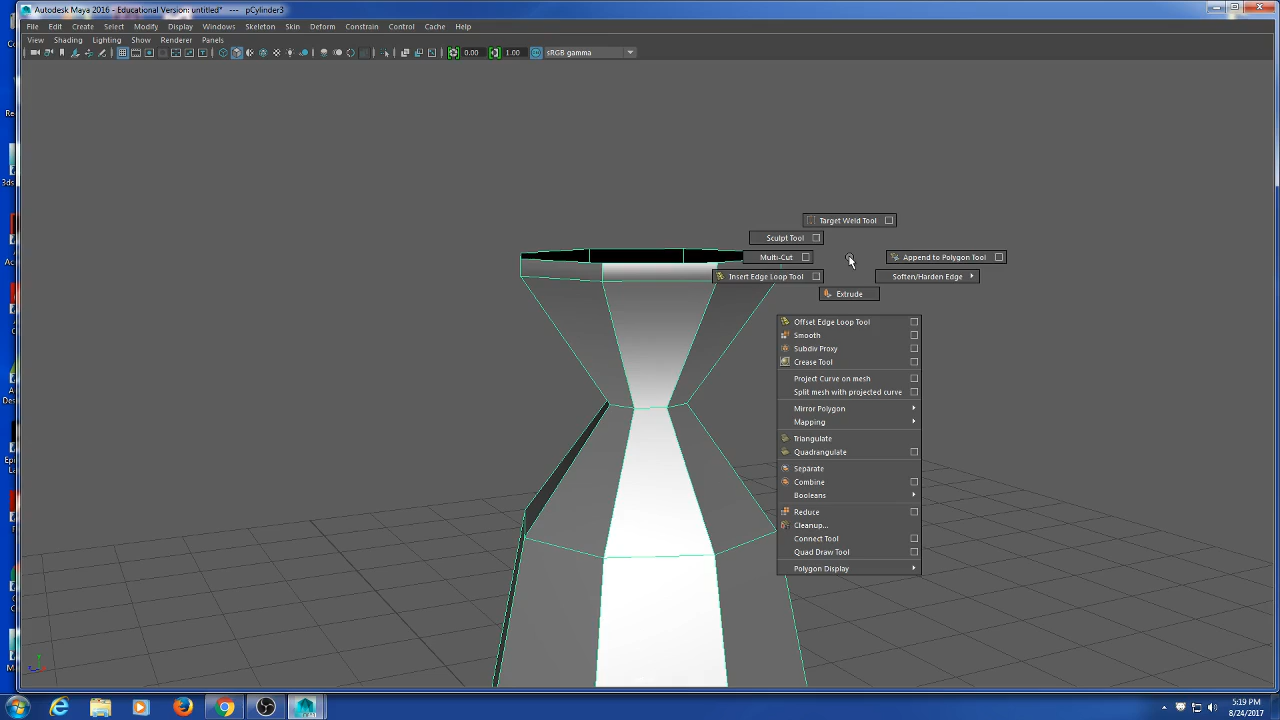 Autodesk Maya 2016 - Educational Version: untitled*   ---   pCylinder3
File Edit Create Select Modify Display Windows Skeleton Skin Deform Constrain Control Cache Help
View Shading Lighting Show Renderer Panels
0.00 1.00 sRGB gamma
Target Weld Tool
Sculpt Tool
Multi-Cut Append to Polygon Tool
Insert Edge Loop Tool Soften/Harden Edge
Extrude
Offset Edge Loop Tool
Smooth
Subdiv Proxy
Crease Tool
Project Curve on mesh
Split mesh with projected curve
Mirror Polygon
Mapping
Triangulate
Quadrangulate
Separate
Combine
Booleans
Reduce
Cleanup...
Connect Tool
Quad Draw Tool
Polygon Display
5:19 PM
8/24/2017